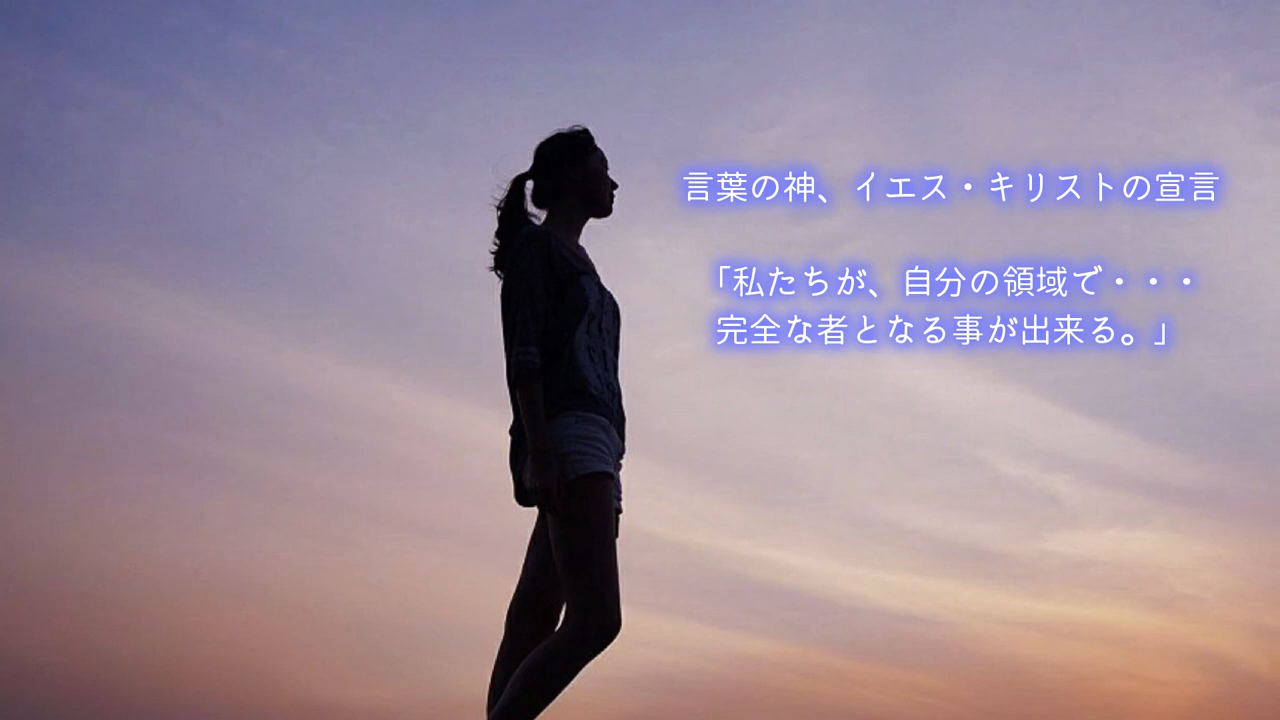 言葉の神、イエス・キリストの宣言
「私たちが、自分の領域で・・・
完全な者となる事が出来る。」